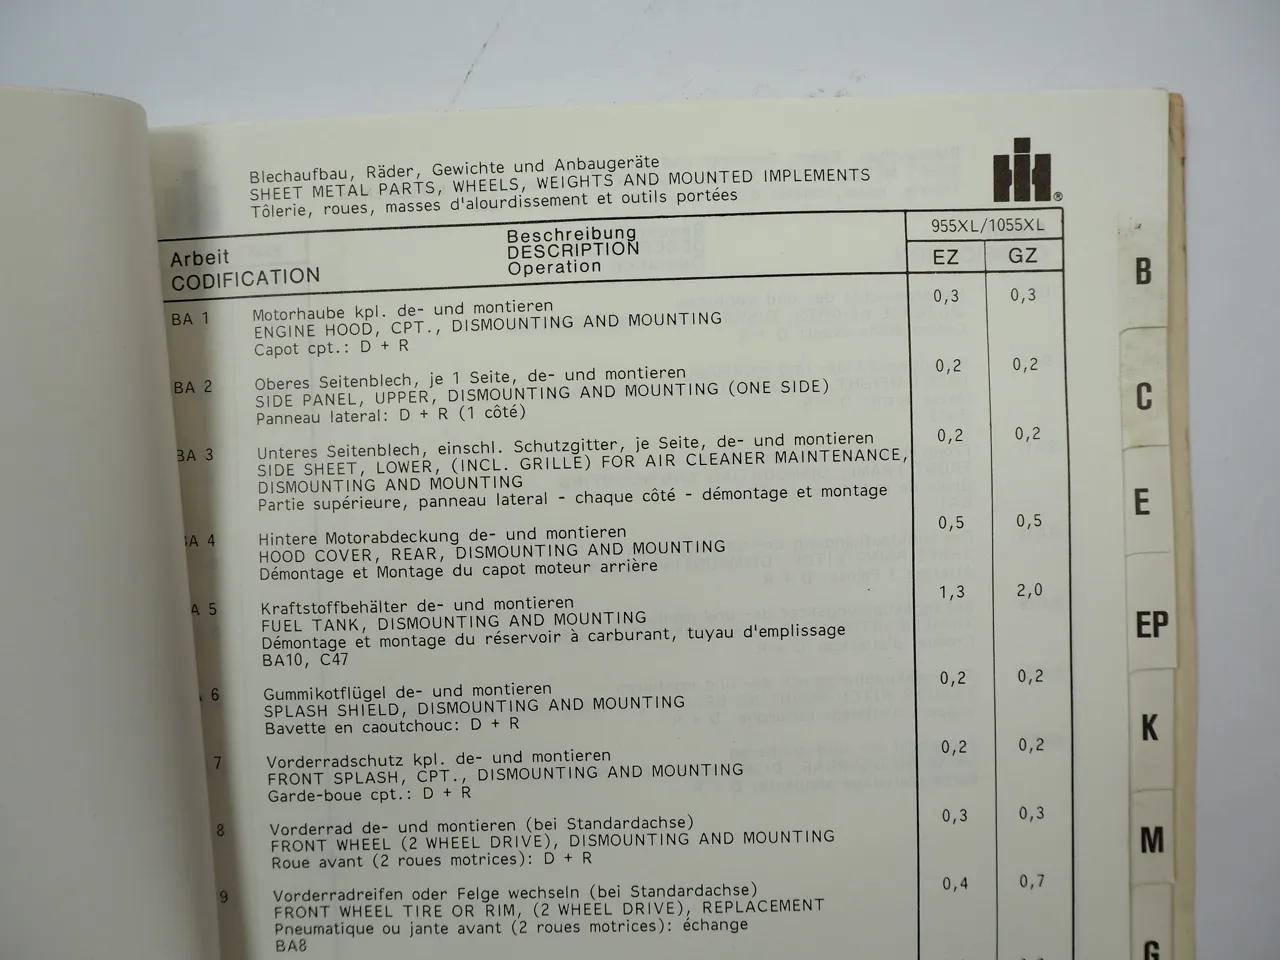 Blechaufbau, Räder, Gewichte und Anbaugeräte
SHEET METAL PARTS, WHEELS, WEIGHTS AND MOUNTED IMPLEMENTS
Tôlerie, roues, masses d'alourdissement et outils portées
®
Arbeit
CODIFICATION
Beschreibung
DESCRIPTION
Operation
955XL/1055XL
EZ GZ
BA 1 Motorhaube kpl. de- und montieren 0,3 0,3
ENGINE HOOD, CPT., DISMOUNTING AND MOUNTING
Capot cpt.: D + R
BA 2 Oberes Seitenblech, je 1 Seite, de- und montieren 0,2 0,2
SIDE PANEL, UPPER, DISMOUNTING AND MOUNTING (ONE SIDE)
Panneau lateral: D + R (1 côté)
BA 3 Unteres Seitenblech, einschl. Schutzgitter, je Seite, de- und montieren 0,2 0,2
SIDE SHEET, LOWER, (INCL. GRILLE) FOR AIR CLEANER MAINTENANCE,
DISMOUNTING AND MOUNTING
Partie supérieure, panneau lateral - chaque côté - démontage et montage
A 4 Hintere Motorabdeckung de- und montieren 0,5 0,5
HOOD COVER, REAR, DISMOUNTING AND MOUNTING
Démontage et Montage du capot moteur arrière
A 5 Kraftstoffbehälter de- und montieren 1,3 2,0
FUEL TANK, DISMOUNTING AND MOUNTING
Démontage et montage du réservoir à carburant, tuyau d'emplissage
BA10, C47
6 Gummikotflügel de- und montieren 0,2 0,2
SPLASH SHIELD, DISMOUNTING AND MOUNTING
Bavette en caoutchouc: D + R
7 Vorderradschutz kpl. de- und montieren 0,2 0,2
FRONT SPLASH, CPT., DISMOUNTING AND MOUNTING
Garde-boue cpt.: D + R
8 Vorderrad de- und montieren (bei Standardachse) 0,3 0,3
FRONT WHEEL (2 WHEEL DRIVE), DISMOUNTING AND MOUNTING
Roue avant (2 roues motrices): D + R
9 Vorderradreifen oder Felge wechseln (bei Standardachse) 0,4 0,7
FRONT WHEEL TIRE OR RIM, (2 WHEEL DRIVE), REPLACEMENT
Pneumatique ou jante avant (2 roues motrices): échange
BA8
B
C
E
EP
K
M
G